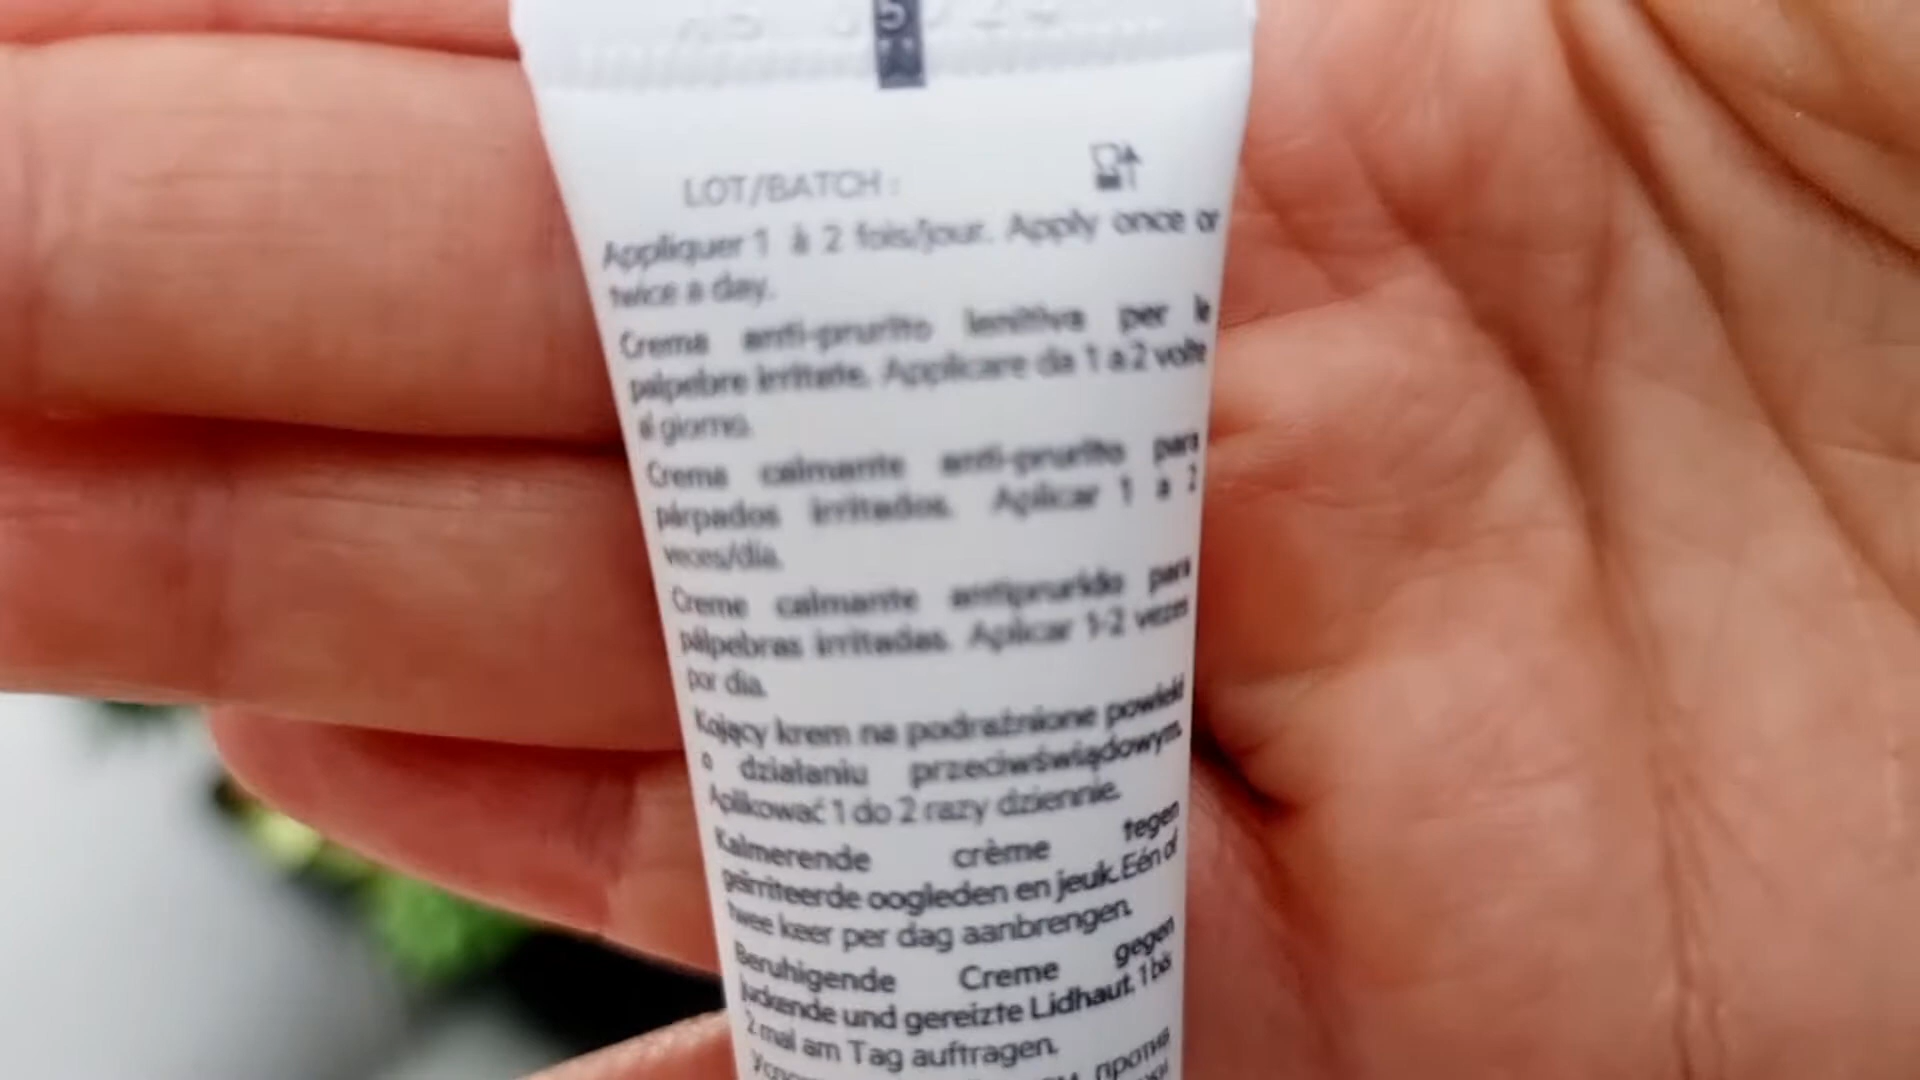 LOT/BATCH :
Appliquer 1 à 2 fois/jour. Apply once or
twice a day.
Crema anti-prurito lenitiva per le
palpebre irritate. Applicare da 1 a 2 volte
al giorno.
Crema calmante anti-prurito para
párpados irritados. Aplicar 1 a 2
veces/día.
Creme calmante antiprurido para
pálpebras irritadas. Aplicar 1-2 vezes
por dia.
Kojący krem na podrażnione powieki
o działaniu przeciwświądowym.
Aplikować 1 do 2 razy dziennie.
Kalmerende crème tegen
geïrriteerde oogleden en jeuk. Eén of
twee keer per dag aanbrengen.
Beruhigende Creme gegen
juckende und gereizte Lidhaut. 1 bis
2 mal am Tag auftragen.
против